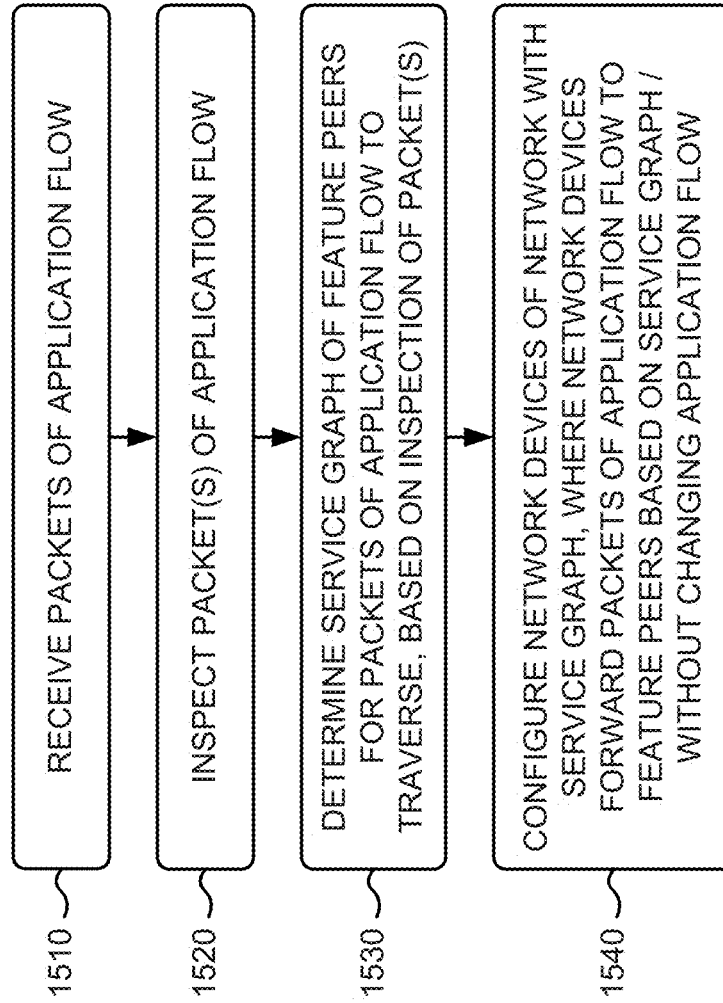 1510
RECEIVE PACKETS OF APPLICATION FLOW
1520
INSPECT PACKET(S) OF APPLICATION FLOW
1530
DETERMINE SERVICE GRAPH OF FEATURE PEERS
FOR PACKETS OF APPLICATION FLOW TO
TRAVERSE, BASED ON INSPECTION OF PACKET(S)
1540
CONFIGURE NETWORK DEVICES OF NETWORK WITH
SERVICE GRAPH, WHERE NETWORK DEVICES
FORWARD PACKETS OF APPLICATION FLOW TO
FEATURE PEERS BASED ON SERVICE GRAPH /
WITHOUT CHANGING APPLICATION FLOW